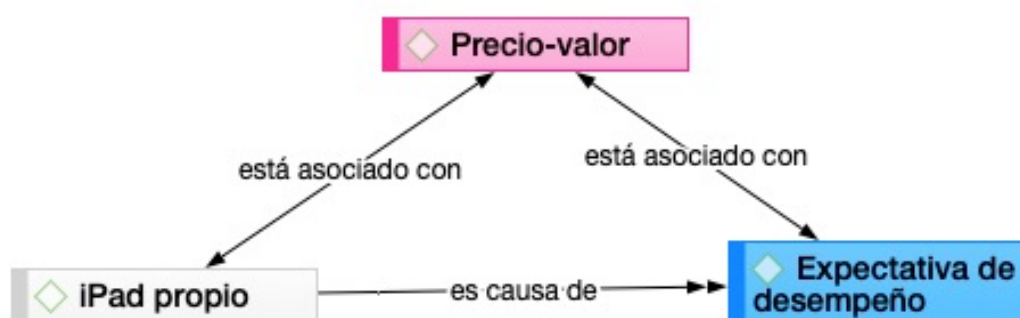 Precio-valor
está asociado con
está asociado con
iPad propio
es causa de
Expectativa de
desempeño